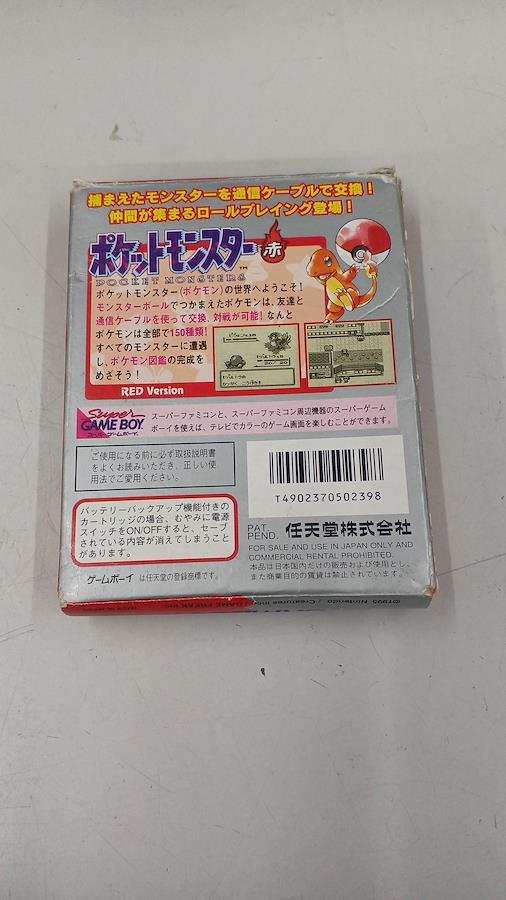 捕まえたモンスターを通信ケーブルで交換！
仲間が集まるロールプレイング登場！
ポケットモンスター 赤
POCKET MONSTERS TM
ポケットモンスター（ポケモン）の世界へようこそ！
モンスターボールでつかまえたポケモンは、友達と
通信ケーブルを使って交換、対戦が可能！なんと
ポケモンは全部で150種類！
すべてのモンスターに遭遇
し、ポケモン図鑑の完成を
めざそう！
RED Version
Super
GAME BOY
スーパーゲームボーイ
スーパーファミコンと、スーパーファミコン周辺機器のスーパーゲーム
ボーイを使えば、テレビでカラーのゲーム画面を楽しむことができます。
ご使用になる前に必ず取扱説明書
をよくお読みいただき、正しい使
用法でご愛用ください。
T4902370502398
バッテリーバックアップ機能付きの
カートリッジの場合、むやみに電源
スイッチをON/OFFすると、セーブ
されている内容が消えてしまうこと
があります。
PAT.
PEND.
任天堂株式会社
FOR SALE AND USE IN JAPAN ONLY AND
COMMERCIAL RENTAL PROHIBITED.
本品は日本国内だけの販売および使用とし、
また商業目的の賃貸は禁止されています。
ゲームボーイ は任天堂の登録商標です。
©1995 Nintendo / Creatures inc. / GAME FREAK inc.